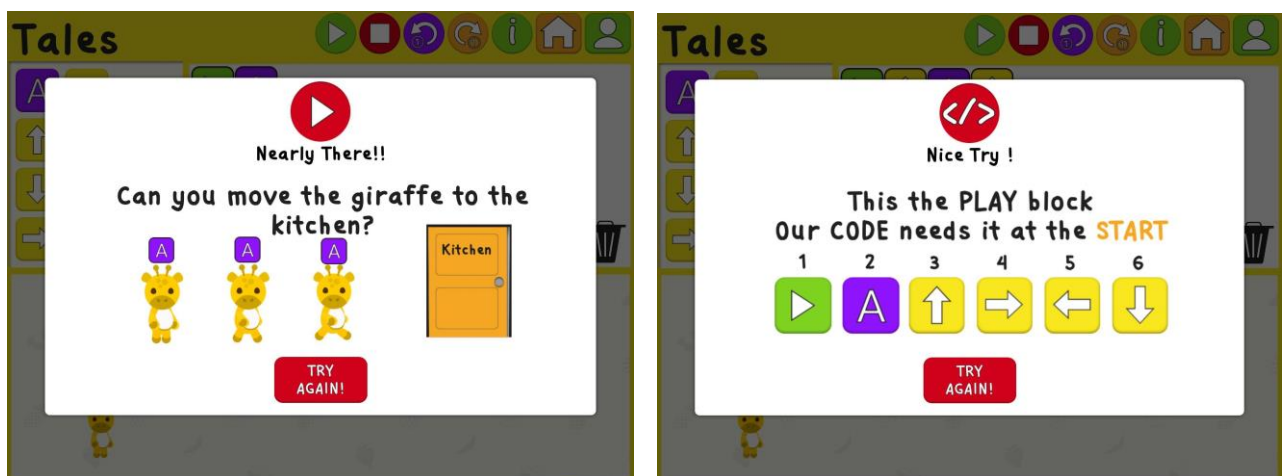 Tales
A
Nearly There!!
Can you move the giraffe to the
kitchen?
A A A
Kitchen
TRY
AGAIN!
Tales
A
Nice Try !
This the PLAY block
Our CODE needs it at the START
1 2 3 4 5 6
A
TRY
AGAIN!